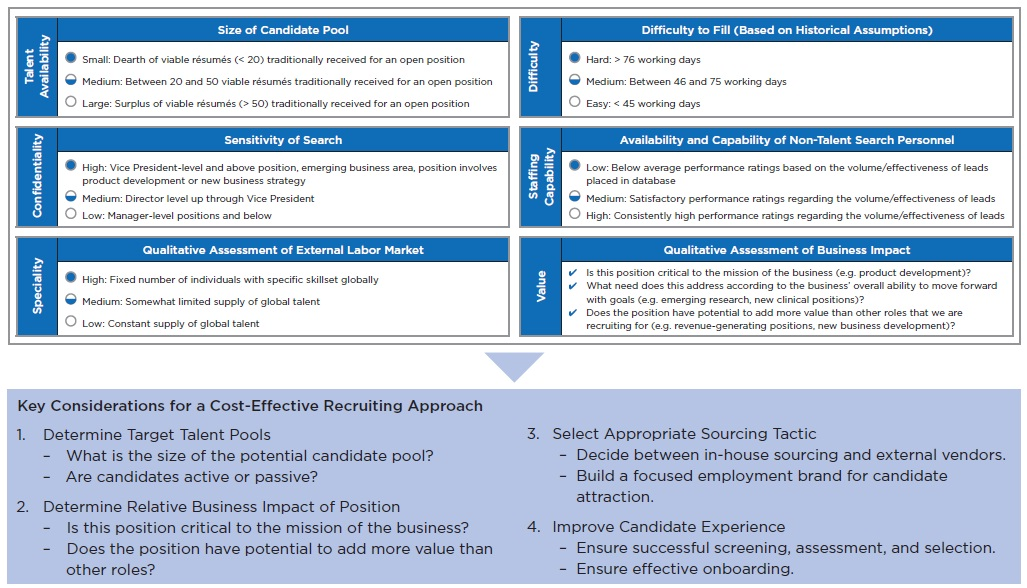 Talent
Availability
Size of Candidate Pool
Small: Dearth of viable résumés (< 20) traditionally received for an open position
Medium: Between 20 and 50 viable résumés traditionally received for an open position
Large: Surplus of viable résumés (> 50) traditionally received for an open position
Difficulty
Difficulty to Fill (Based on Historical Assumptions)
Hard: > 76 working days
Medium: Between 46 and 75 working days
Easy: < 45 working days
Confidentiality
Sensitivity of Search
High: Vice President-level and above position, emerging business area, position involves
product development or new business strategy
Medium: Director level up through Vice President
Low: Manager-level positions and below
Staffing
Capability
Availability and Capability of Non-Talent Search Personnel
Low: Below average performance ratings based on the volume/effectiveness of leads
placed in database
Medium: Satisfactory performance ratings regarding the volume/effectiveness of leads
High: Consistently high performance ratings regarding the volume/effectiveness of leads
Speciality
Qualitative Assessment of External Labor Market
High: Fixed number of individuals with specific skillset globally
Medium: Somewhat limited supply of global talent
Low: Constant supply of global talent
Value
Qualitative Assessment of Business Impact
✔ Is this position critical to the mission of the business (e.g. product development)?
✔ What need does this address according to the business' overall ability to move forward
with goals (e.g. emerging research, new clinical positions)?
✔ Does the position have potential to add more value than other roles that we are
recruiting for (e.g. revenue-generating positions, new business development)?
Key Considerations for a Cost-Effective Recruiting Approach
1. Determine Target Talent Pools
- What is the size of the potential candidate pool?
- Are candidates active or passive?
2. Determine Relative Business Impact of Position
- Is this position critical to the mission of the business?
- Does the position have potential to add more value than
other roles?
3. Select Appropriate Sourcing Tactic
- Decide between in-house sourcing and external vendors.
- Build a focused employment brand for candidate
attraction.
4. Improve Candidate Experience
- Ensure successful screening, assessment, and selection.
- Ensure effective onboarding.